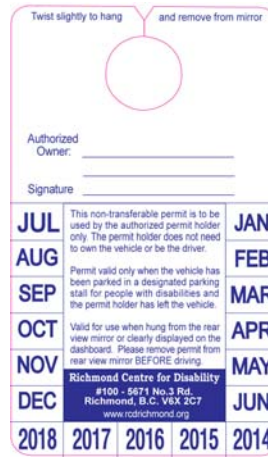 Twist slightly to hang and remove from mirror
Authorized
Owner:
Signature
JUL
AUG
SEP
OCT
NOV
DEC
This non-transferable permit is to be
used by the authorized permit holder
only. The permit holder does not need
to own the vehicle or be the driver.
Permit valid only when the vehicle has
been parked in a designated parking
stall for people with disabilities and
the permit holder has left the vehicle.
Valid for use when hung from the rear
view mirror or clearly displayed on the
dashboard. Please remove permit from
rear view mirror BEFORE driving.
Richmond Centre for Disability
#100 - 5671 No.3 Rd.
Richmond, B.C. V6X 2C7
www.rcdrichmond.org
JAN
FEB
MAR
APR
MAY
JUN
2018 2017 2016 2015 2014